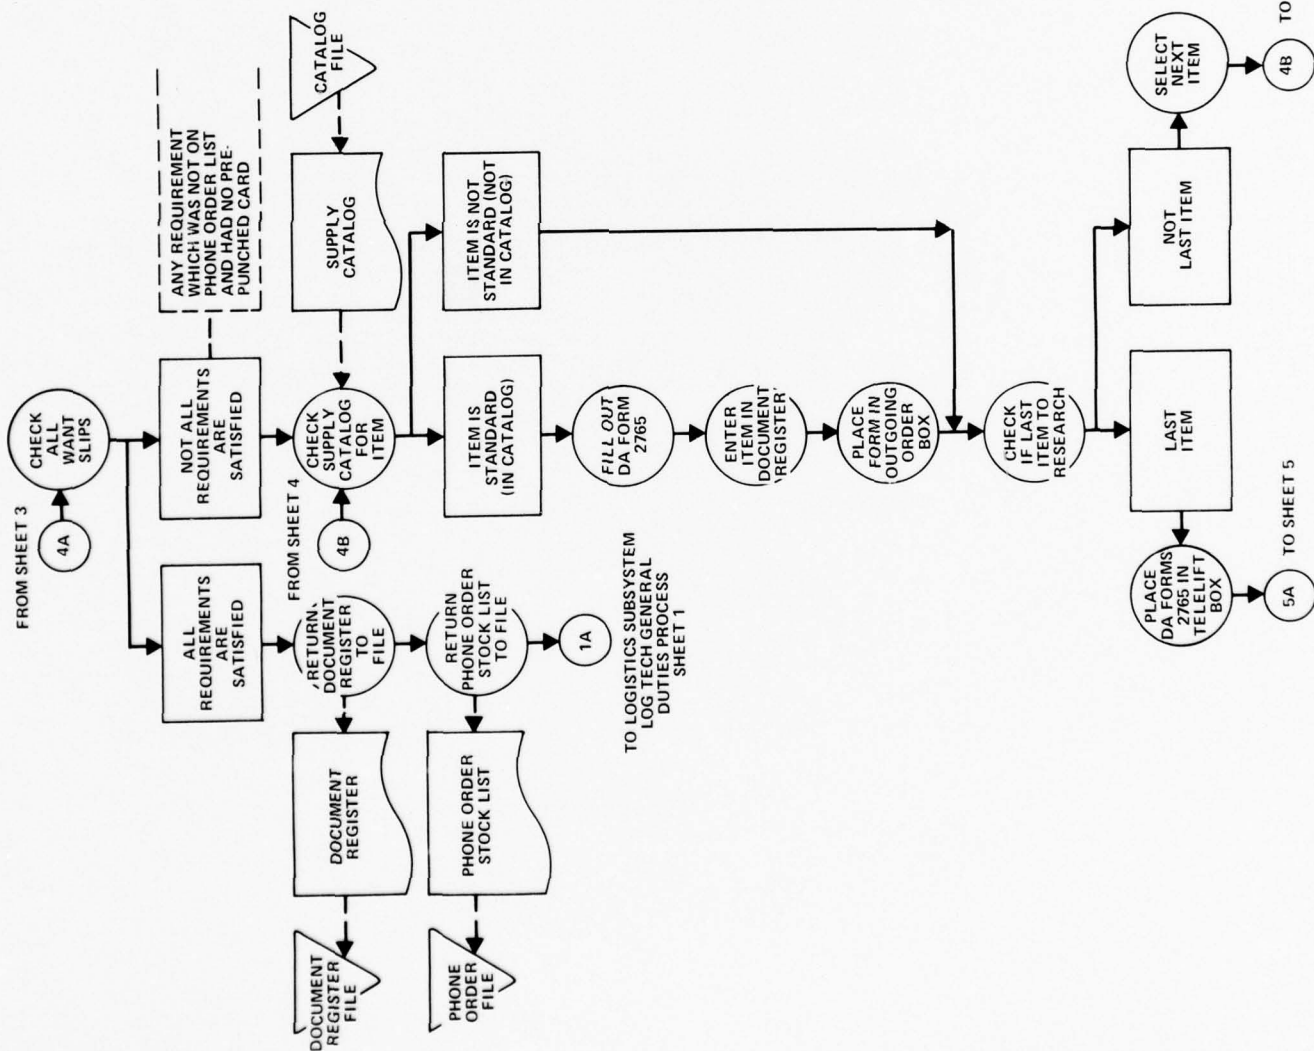 FROM SHEET 3
4A
CHECK
ALL
WANT
SLIPS
ALL
REQUIREMENTS
ARE
SATISFIED
NOT ALL
REQUIREMENTS
ARE
SATISFIED
ANY REQUIREMENT
WHICH WAS NOT ON
PHONE ORDER LIST
AND HAD NO PRE-
PUNCHED CARD
DOCUMENT
REGISTER
FILE
DOCUMENT
REGISTER
RETURN
DOCUMENT
REGISTER
TO
FILE
FROM SHEET 4
4B
CHECK
SUPPLY
CATALOG
FOR
ITEM
SUPPLY
CATALOG
CATALOG
FILE
PHONE
ORDER
FILE
PHONE ORDER
STOCK LIST
RETURN
PHONE ORDER
STOCK LIST
TO FILE
ITEM IS
STANDARD
(IN CATALOG)
ITEM IS NOT
STANDARD (NOT
IN CATALOG)
1A
TO LOGISTICS SUBSYSTEM
LOG TECH GENERAL
DUTIES PROCESS
SHEET 1
FILL OUT
DA FORM
2765
ENTER
ITEM IN
DOCUMENT
REGISTER
PLACE
FORM IN
OUTGOING
ORDER
BOX
CHECK
IF LAST
ITEM TO
RESEARCH
PLACE
DA FORMS
2765 IN
TELELIFT
BOX
LAST
ITEM
NOT
LAST ITEM
SELECT
NEXT
ITEM
5A
TO SHEET 5
4B
TO